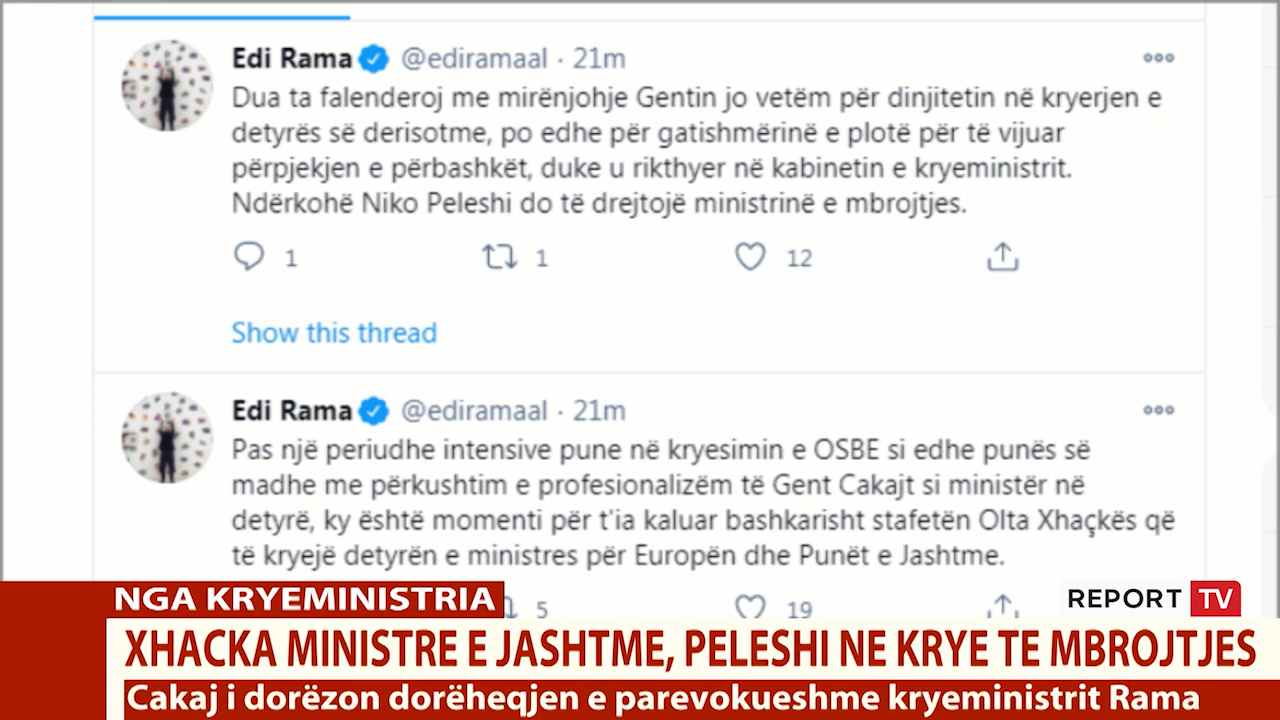 Edi Rama @ediramaal · 21m
Dua ta falenderoj me mirënjohje Gentin jo vetëm për dinjitetin në kryerjen e
detyrës së derisotme, po edhe për gatishmërinë e plotë për të vijuar
përpjekjen e përbashkët, duke u rikthyer në kabinetin e kryeministrit.
Ndërkohë Niko Peleshi do të drejtojë ministrinë e mbrojtjes.
1 1 12
Show this thread
Edi Rama @ediramaal · 21m
Pas një periudhe intensive pune në kryesimin e OSBE si edhe punës së
madhe me përkushtim e profesionalizëm të Gent Cakajt si ministër në
detyrë, ky është momenti për t'ia kaluar bashkarisht stafetën Olta Xhaçkës që
të kryejë detyrën e ministres për Europën dhe Punët e Jashtme.
5 19
NGA KRYEMINISTRIA
REPORT TV
XHACKA MINISTRE E JASHTME, PELESHI NE KRYE TE MBROJTJES
Cakaj i dorëzon dorëheqjen e parevokueshme kryeministrit Rama